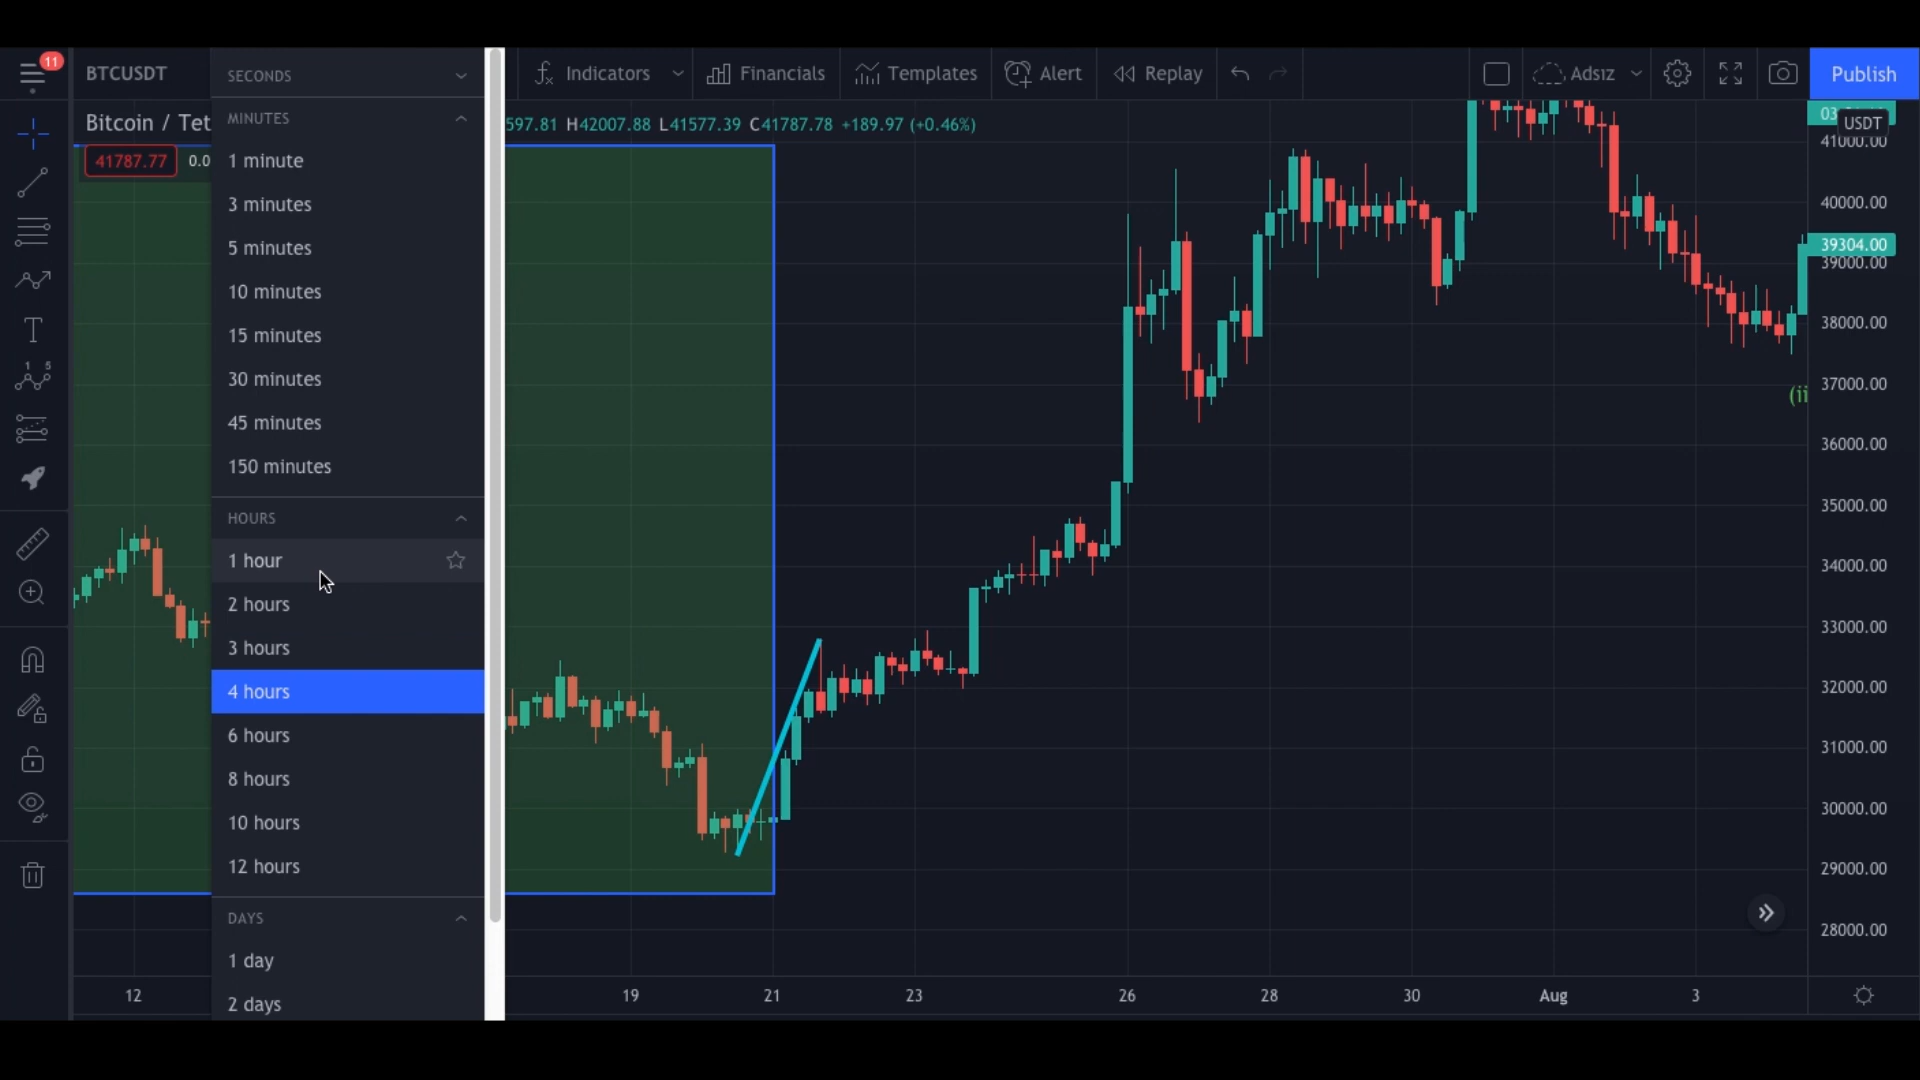 11
BTCUSDT
Indicators
Financials
Templates
Alert
Replay
Adsız
Publish
Bitcoin / Tet
597.81 H42007.88 L41577.39 C41787.78 +189.97 (+0.46%)
41787.77
0.0
SECONDS
MINUTES
1 minute
3 minutes
5 minutes
10 minutes
15 minutes
30 minutes
45 minutes
150 minutes
HOURS
1 hour
2 hours
3 hours
4 hours
6 hours
8 hours
10 hours
12 hours
DAYS
1 day
2 days
USDT
41000.00
40000.00
39304.00
39000.00
38000.00
37000.00
36000.00
35000.00
34000.00
33000.00
32000.00
31000.00
30000.00
29000.00
28000.00
(ii
12
19
21
23
26
28
30
Aug
3